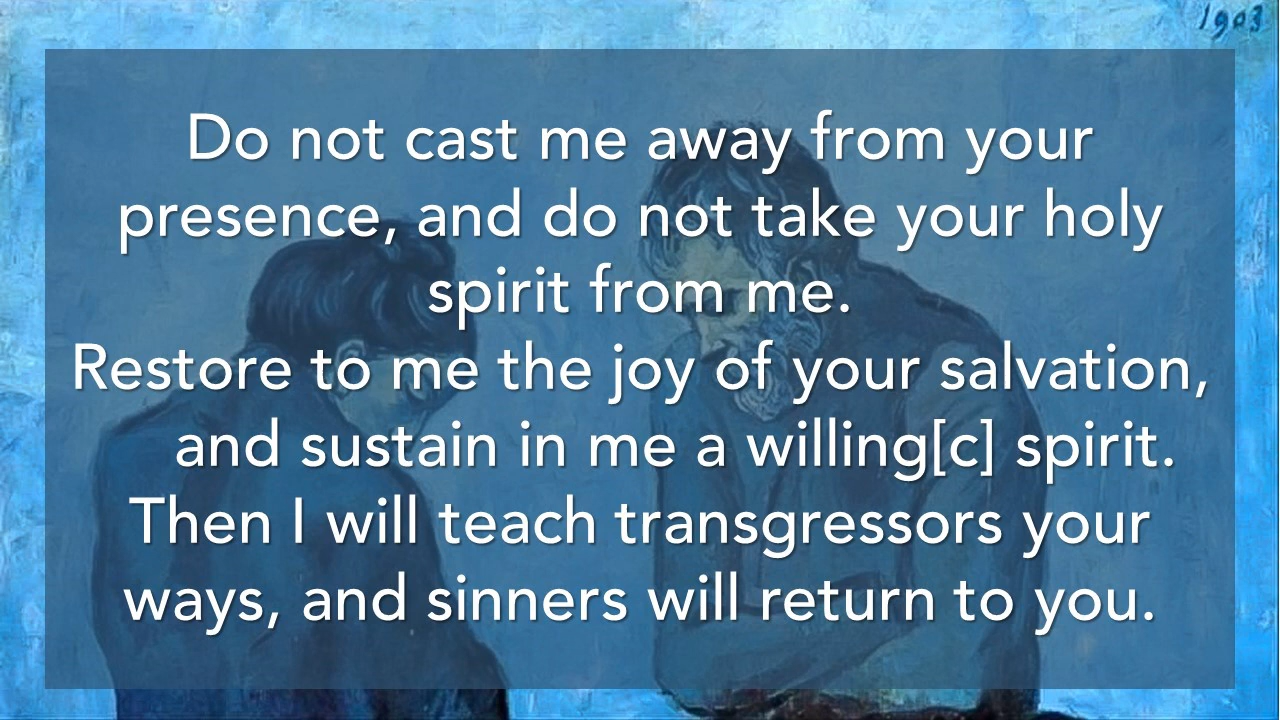 1903
Do not cast me away from your
presence, and do not take your holy
spirit from me.
Restore to me the joy of your salvation,
and sustain in me a willing[c] spirit.
Then I will teach transgressors your
ways, and sinners will return to you.